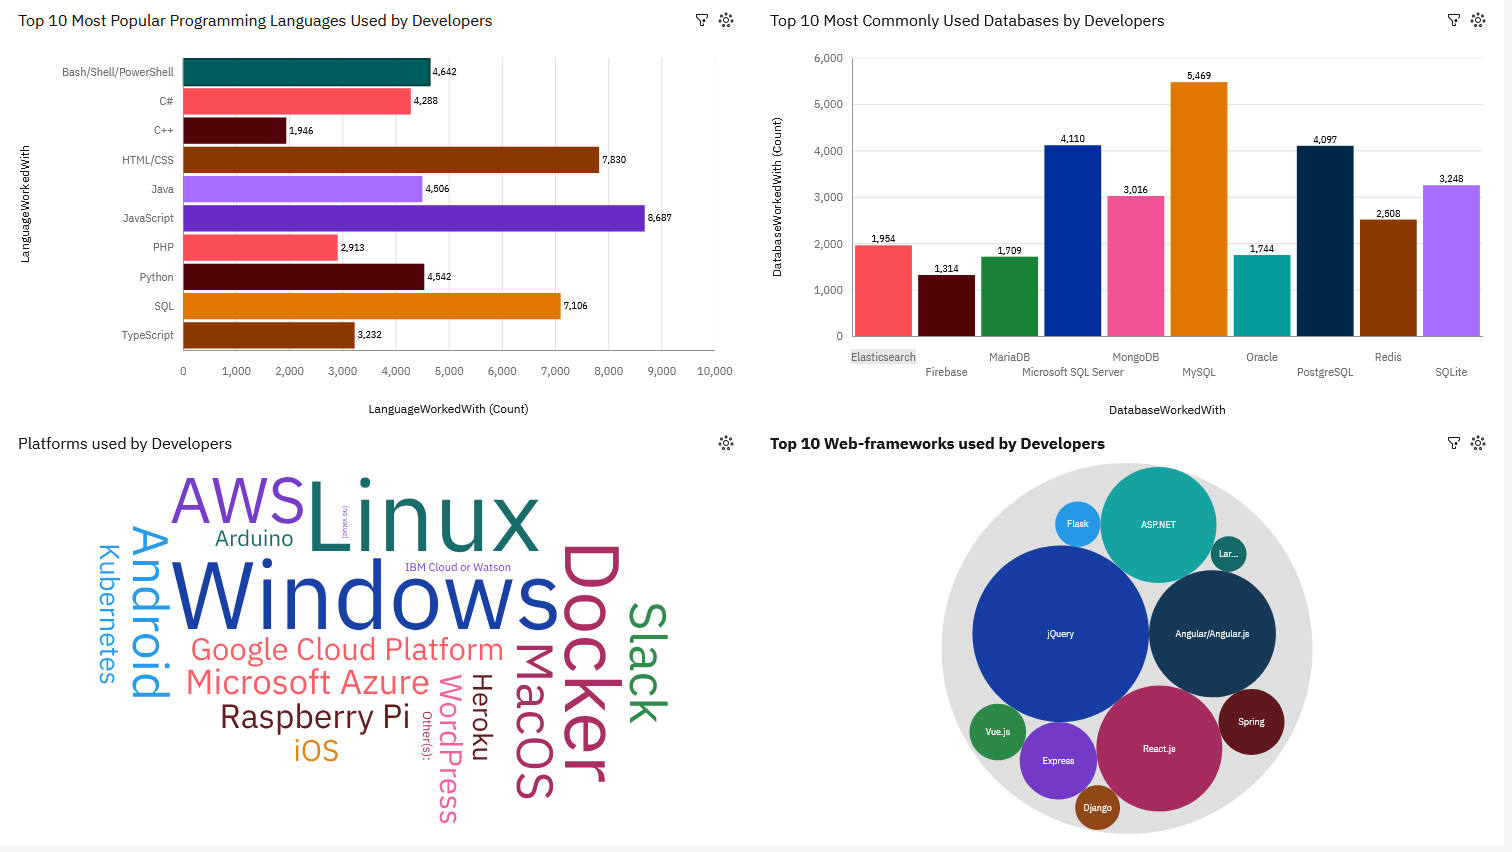 Top 10 Most Popular Programming Languages Used by Developers
LanguageWorkedWith
Bash/Shell/PowerShell 4,642
C# 4,288
C++ 1,946
HTML/CSS 7,830
Java 4,506
JavaScript 8,687
PHP 2,913
Python 4,542
SQL 7,106
TypeScript 3,232
0 1,000 2,000 3,000 4,000 5,000 6,000 7,000 8,000 9,000 10,000
LanguageWorkedWith (Count)
Top 10 Most Commonly Used Databases by Developers
DatabaseWorkedWith (Count)
6,000
5,000
4,000
3,000
2,000
1,000
0
1,954 1,314 1,709 4,110 3,016 5,469 1,744 4,097 2,508 3,248
Elasticsearch MariaDB MongoDB Oracle Redis
Firebase Microsoft SQL Server MySQL PostgreSQL SQLite
DatabaseWorkedWith
Platforms used by Developers
AWS
Linux
(no value)
Arduino
IBM Cloud or Watson
Windows
Kubernetes
Android
Docker
Slack
Google Cloud Platform
Microsoft Azure
MacOS
Raspberry Pi
Other(s):
WordPress
Heroku
iOS
Top 10 Web-frameworks used by Developers
Flask
ASP.NET
Lar...
jQuery
Angular/Angular.js
Spring
Vue.js
Express
React.js
Django